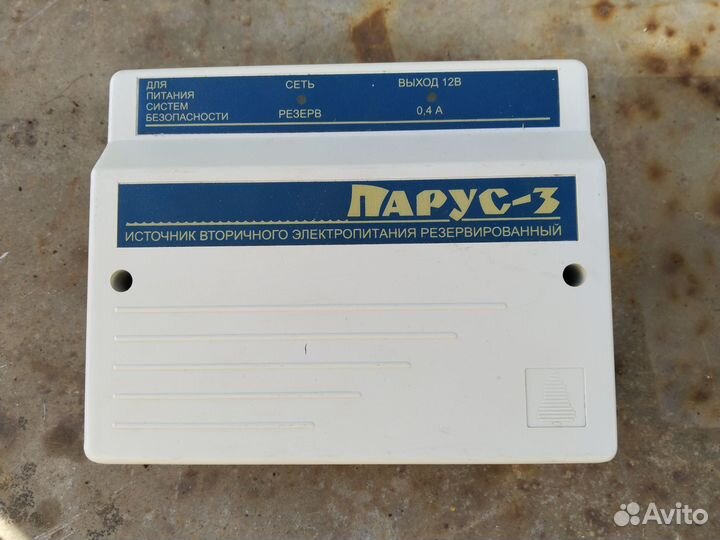 ДЛЯ
ПИТАНИЯ
СИСТЕМ
БЕЗОПАСНОСТИ
СЕТЬ
РЕЗЕРВ
ВЫХОД 12В
0,4 А
ПАРУС-3
ИСТОЧНИК ВТОРИЧНОГО ЭЛЕКТРОПИТАНИЯ РЕЗЕРВИРОВАННЫЙ
Avito